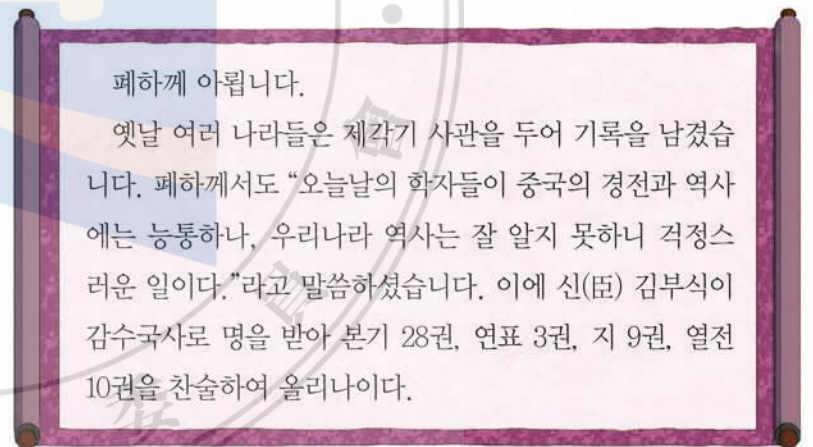 폐하께 아룁니다.
옛날 여러 나라들은 제각기 사관을 두어 기록을 남겼습
니다. 폐하께서도 “오늘날의 학자들이 중국의 경전과 역사
에는 능통하나, 우리나라 역사는 잘 알지 못하니 걱정스
러운 일이다.”라고 말씀하셨습니다. 이에 신(臣) 김부식이
감수국사로 명을 받아 본기 28권, 연표 3권, 지 9권, 열전
10권을 찬술하여 올리나이다.